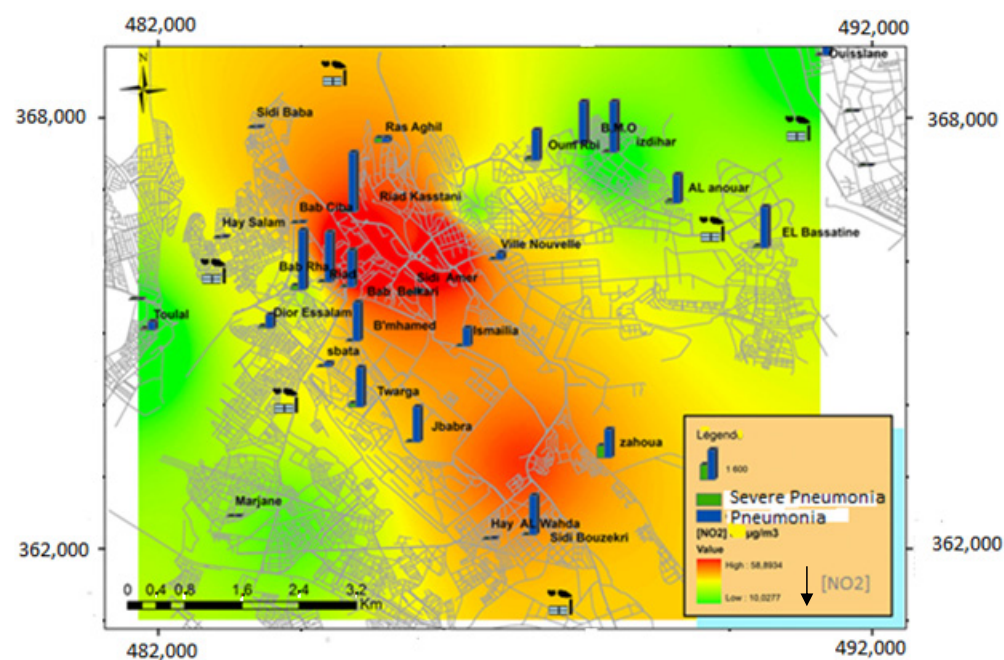 482,000
492,000
N
Ouisslane
368,000
368,000
Sidi Baba
Ras Aghil
B.M.O
Oum Rbi
izdihar
AL anouar
Riad Kasstani
Bab Ciba
Hay Salam
EL Bassatine
Ville Nouvelle
Bab Rha
Riad
Sidi Amer
Bab Belkari
Toulal
Dior Essalam
B'mhamed
Ismailia
sbata
Twarga
Jbabra
zahoua
Marjane
Hay AL Wahda
Sidi Bouzekri
Legende
1 600
Severe Pneumonia
Pneumonia
[NO2] µg/m3
Value
High : 58,8934
Low : 10,0277
[NO2]
362,000
362,000
0 0.4 0.8 1.6 2.4 3.2
Km
482,000
492,000